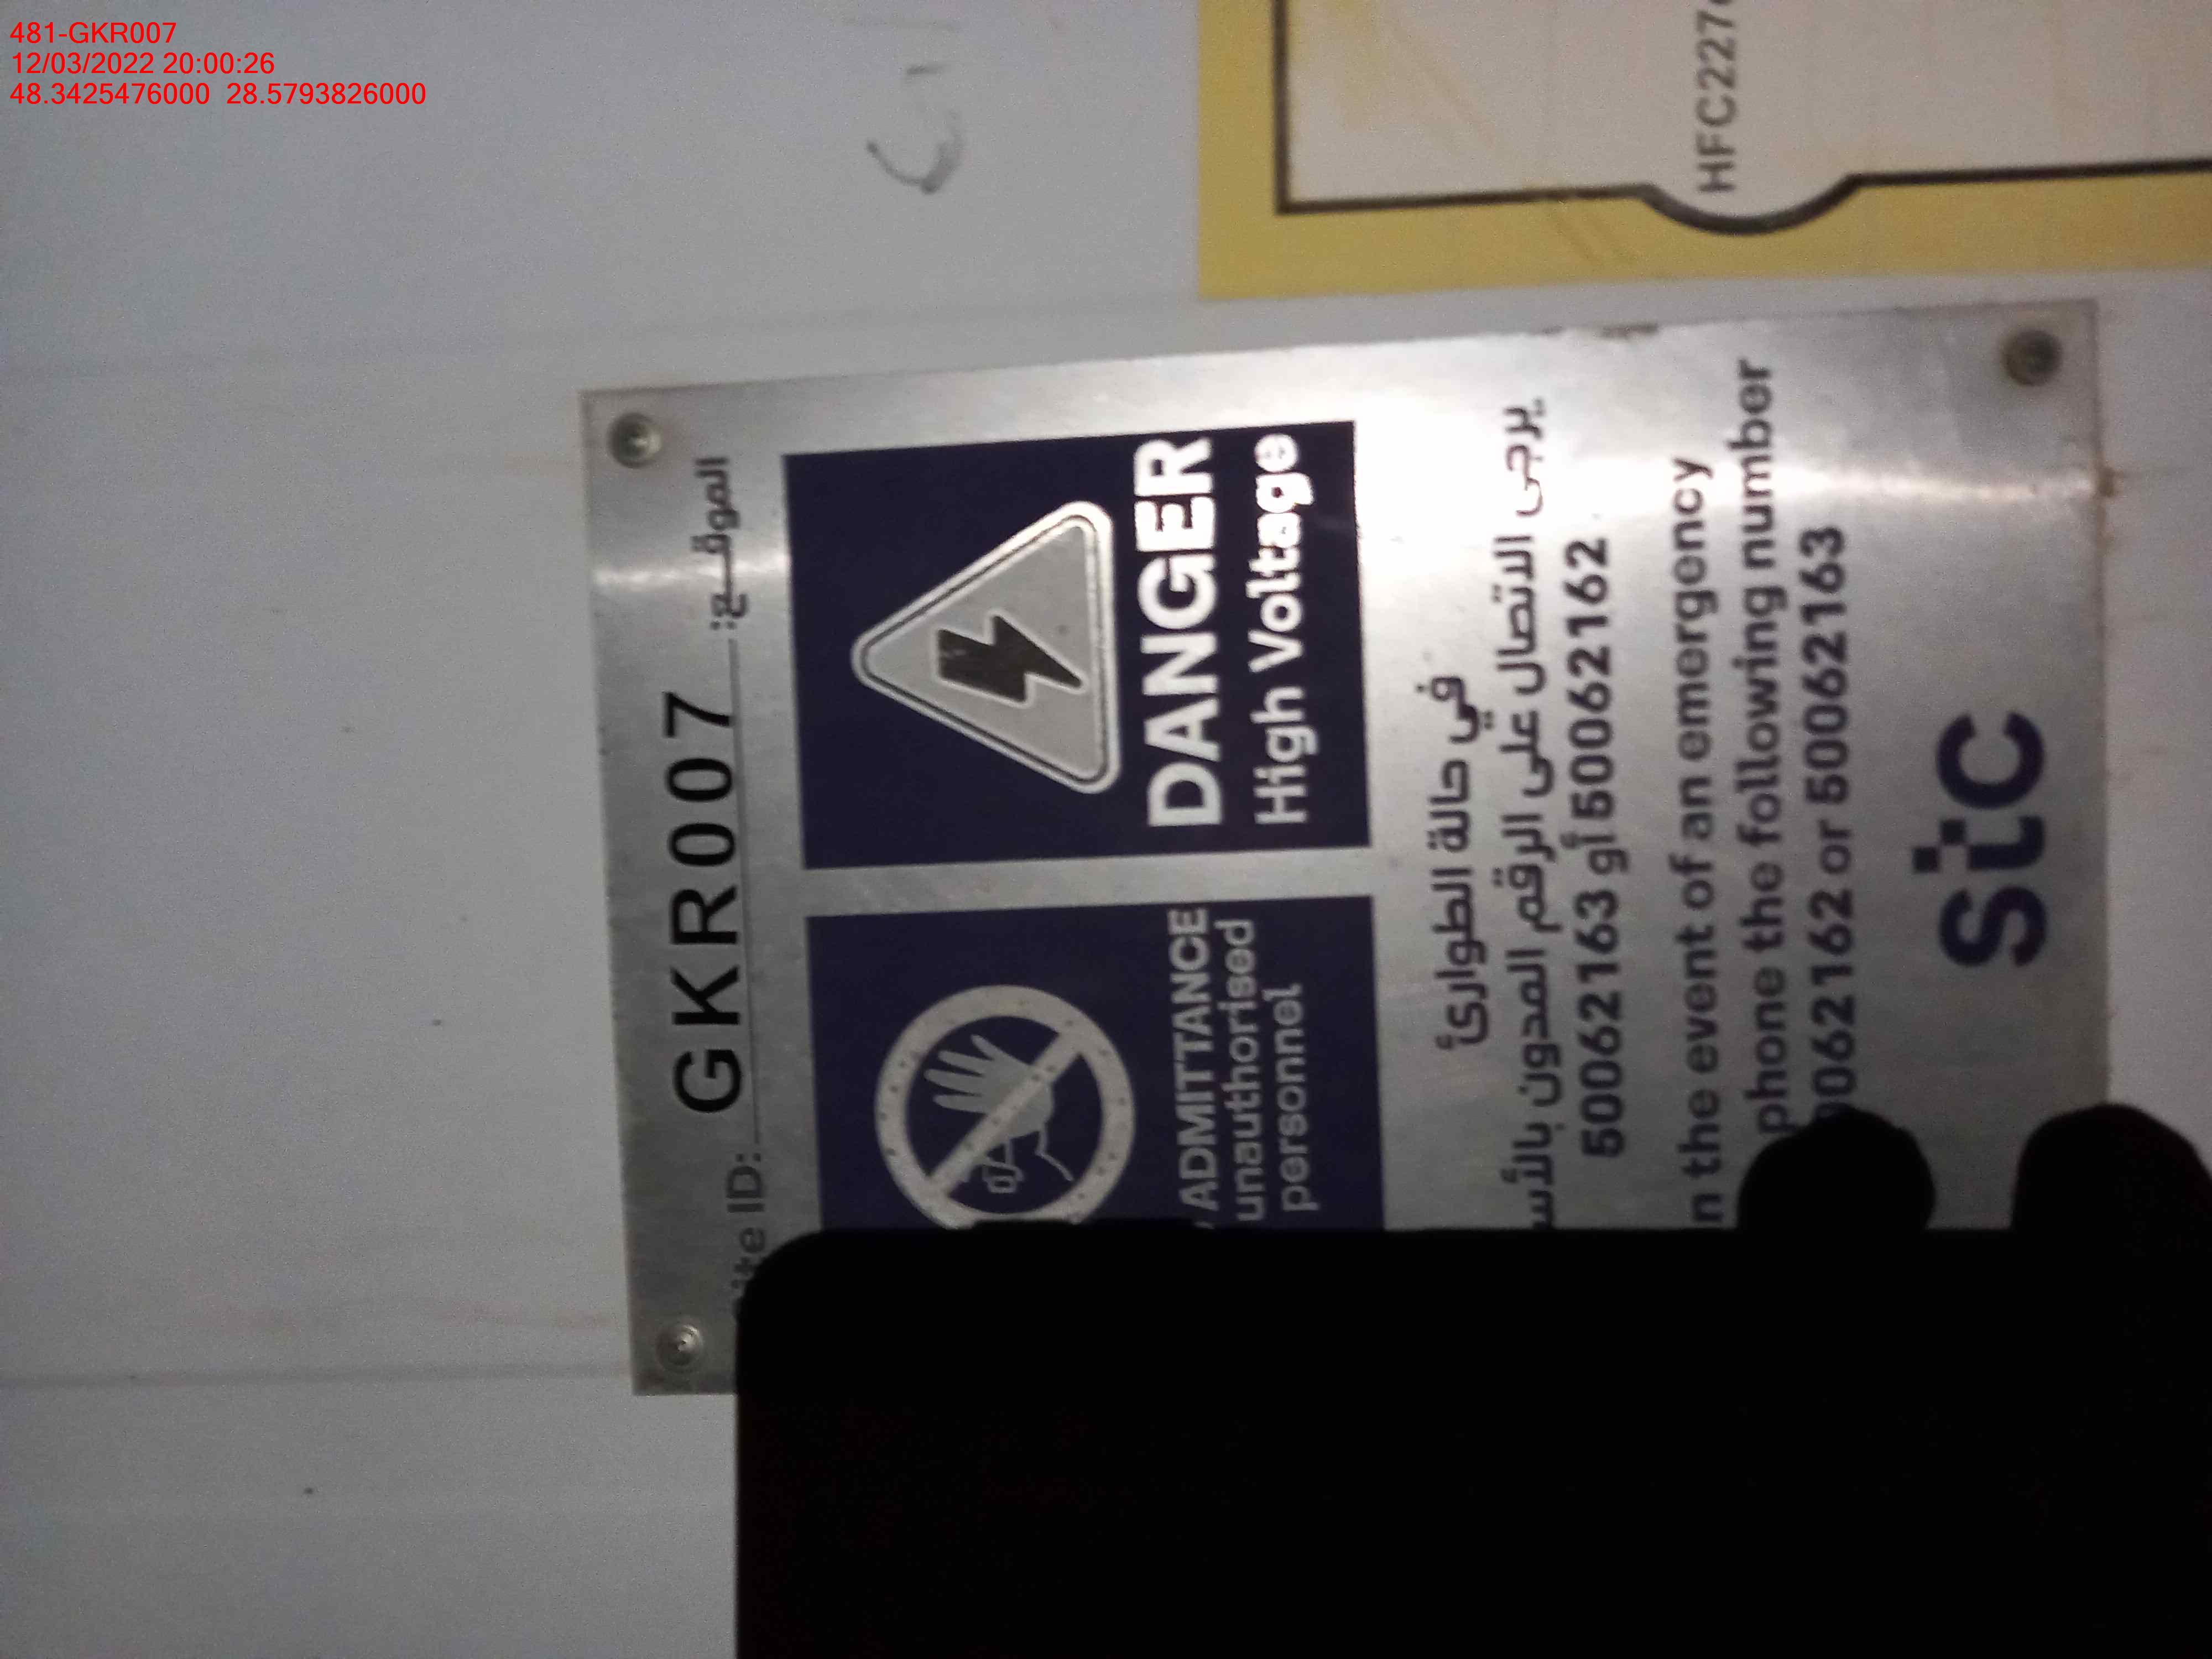 481-GKR007
12/03/2022 20:00:26
48.3425476000 28.5793826000
HFC227
ID: GKR007 الموقـــع:
ADMITTANCE
unauthorised
personnel
DANGER
High Voltage
في حالة الطوارئ
يرجى الاتصال على الرقم المدون
50062163 أو 50062162
the event of an emergency
phone the following number
0062162 or 50062163
stc